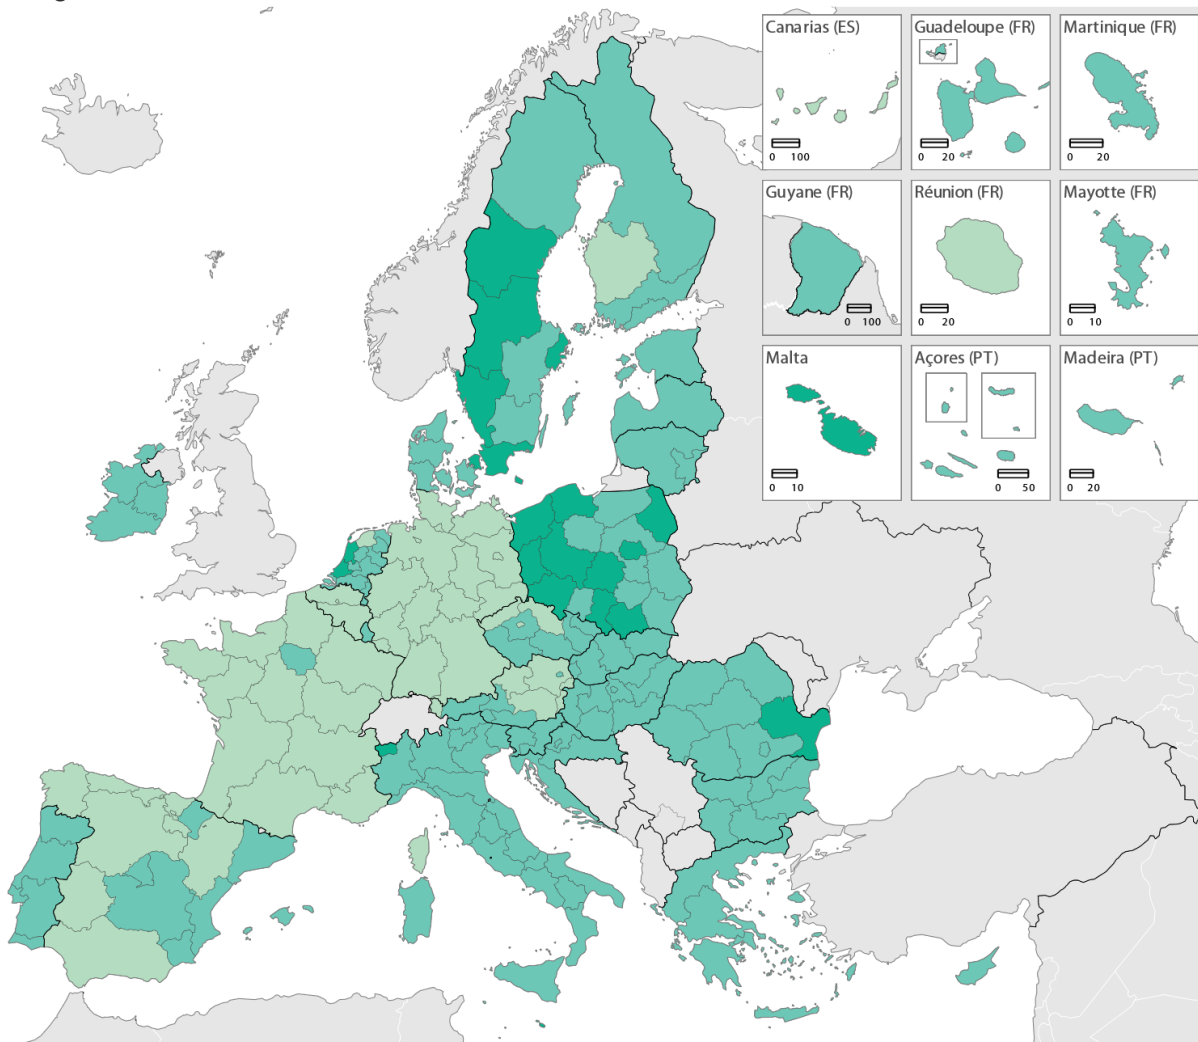 Canarias (ES)
0 100
Guadeloupe (FR)
0 20
Martinique (FR)
0 20
Guyane (FR)
0 100
Réunion (FR)
0 20
Mayotte (FR)
0 10
Malta
0 10
Açores (PT)
0 50
Madeira (PT)
0 20